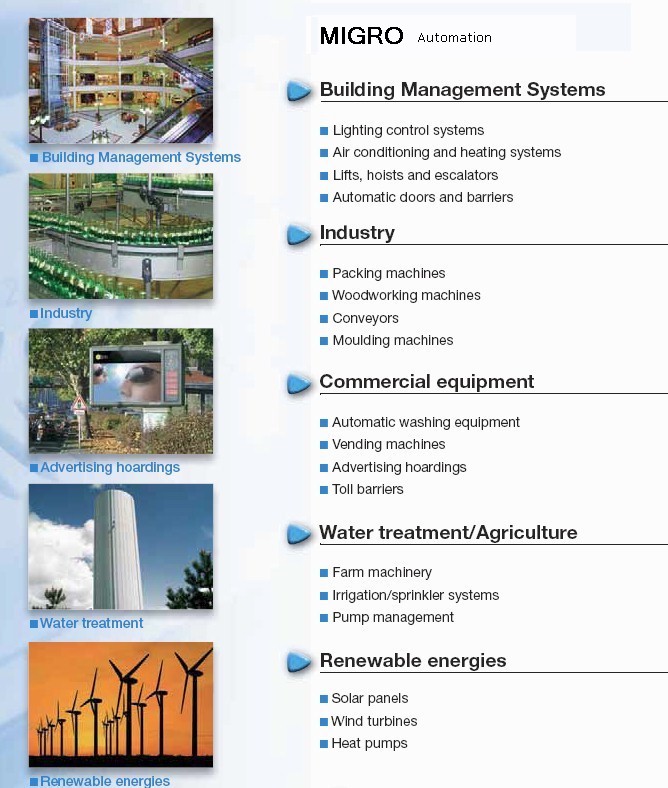 MIGRO Automation
Building Management Systems
Lighting control systems
Air conditioning and heating systems
Lifts, hoists and escalators
Automatic doors and barriers
Industry
Packing machines
Woodworking machines
Conveyors
Moulding machines
Commercial equipment
Automatic washing equipment
Vending machines
Advertising hoardings
Toll barriers
Water treatment/Agriculture
Farm machinery
Irrigation/sprinkler systems
Pump management
Renewable energies
Solar panels
Wind turbines
Heat pumps
Building Management Systems
Industry
Advertising hoardings
Water treatment
Renewable energies